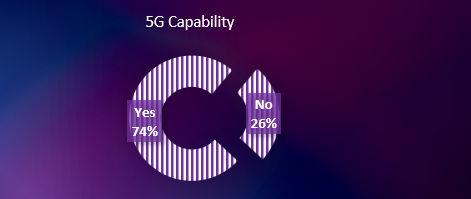 5G Capability
Yes
74%
No
26%